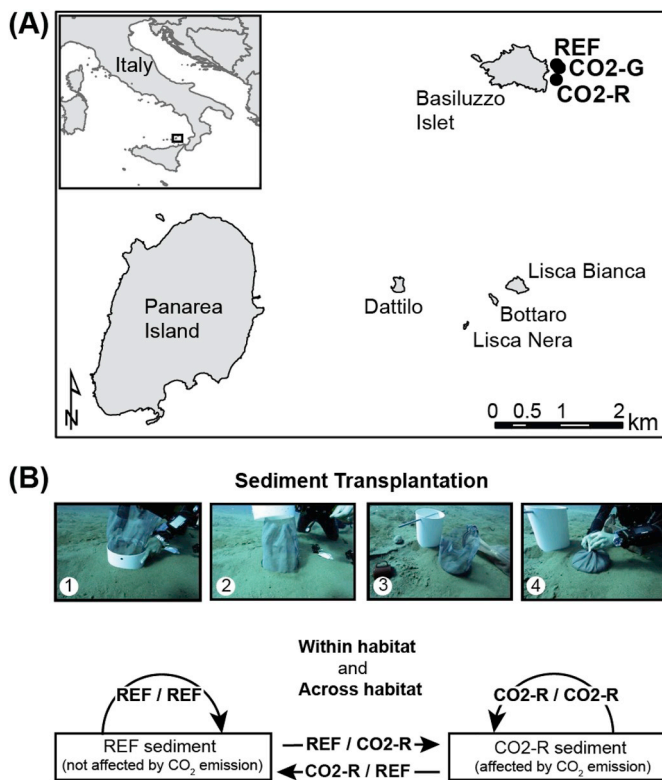 (A)
Italy
REF
CO2-G
CO2-R
Basiluzzo
Islet
Panarea
Island
Dattilo
Lisca Bianca
Bottaro
Lisca Nera
N
0 0.5 1 2
km
(B)
Sediment Transplantation
1 2 3 4
Within habitat
and
Across habitat
REF / REF
CO2-R / CO2-R
REF sediment
(not affected by CO₂ emission)
REF / CO2-R
CO2-R / REF
CO2-R sediment
(affected by CO₂ emission)